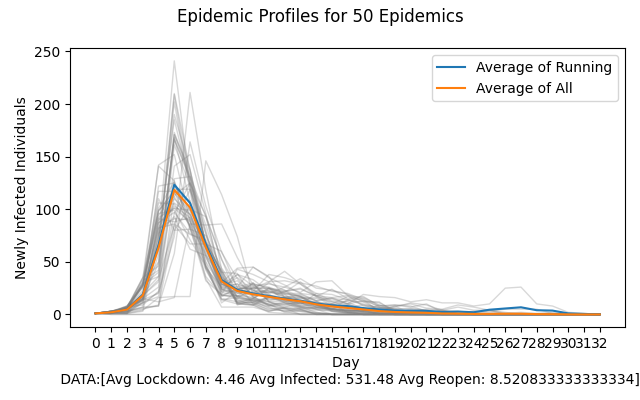 Epidemic Profiles for 50 Epidemics
250
200
150
100
50
0
Newly Infected Individuals
Average of Running
Average of All
0 1 2 3 4 5 6 7 8 9 10 11 12 13 14 15 16 17 18 19 20 21 22 23 24 25 26 27 28 29 30 31 32
Day
DATA:[Avg Lockdown: 4.46 Avg Infected: 531.48 Avg Reopen: 8.520833333333334]